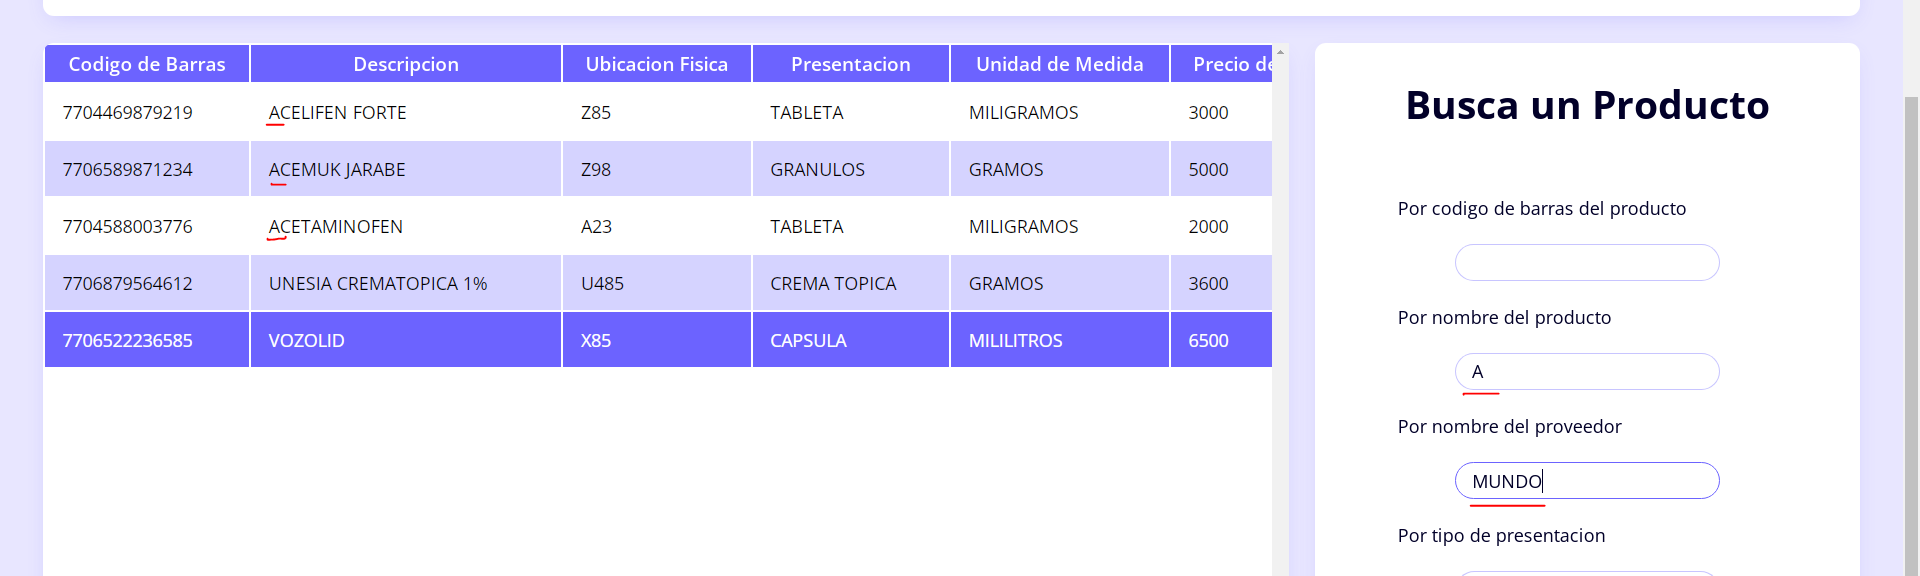 Codigo de Barras Descripcion Ubicacion Fisica Presentacion Unidad de Medida Precio de
7704469879219 ACELIFEN FORTE Z85 TABLETA MILIGRAMOS 3000
7706589871234 ACEMUK JARABE Z98 GRANULOS GRAMOS 5000
7704588003776 ACETAMINOFEN A23 TABLETA MILIGRAMOS 2000
7706879564612 UNESIA CREMATOPICA 1% U485 CREMA TOPICA GRAMOS 3600
7706522236585 VOZOLID X85 CAPSULA MILILITROS 6500
Busca un Producto
Por codigo de barras del producto
Por nombre del producto
A
Por nombre del proveedor
MUNDO
Por tipo de presentacion